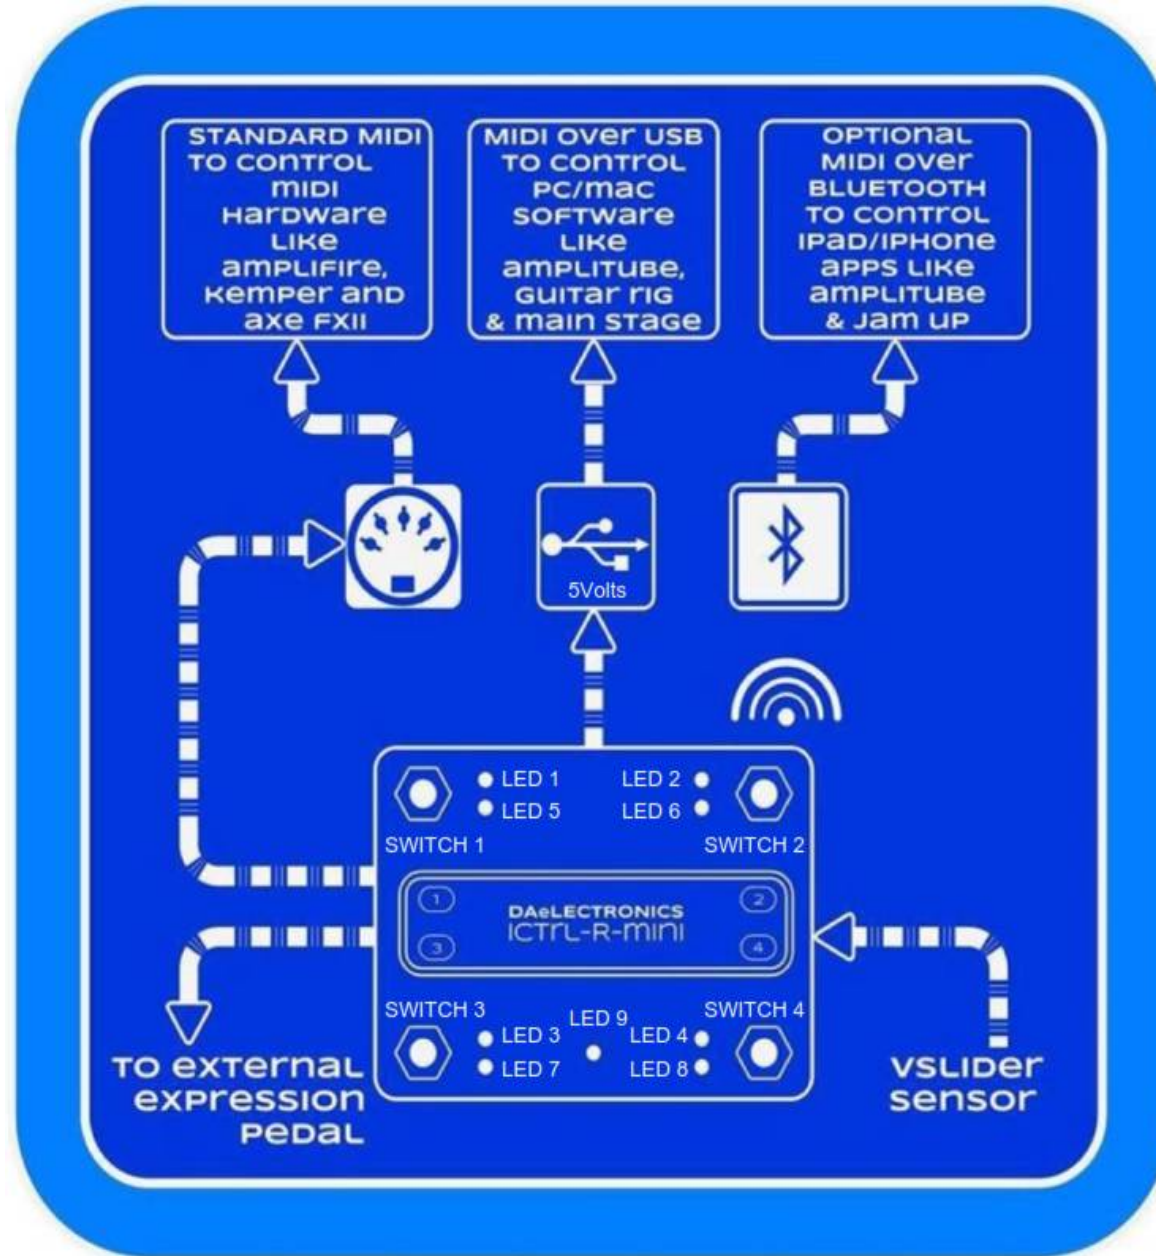 STANDARD MIDI
TO CONTROL
MIDI
HARDWARE
LIKE
AMPLIFIRE,
KEMPER AND
AXE FXII
MIDI OVER USB
TO CONTROL
PC/MAC
SOFTWARE
LIKE
AMPLITUBE,
GUITAR RIG
& MAIN STAGE
OPTIONAL
MIDI OVER
BLUETOOTH
TO CONTROL
IPAD/IPHONE
APPS LIKE
AMPLITUBE
& JAM UP
5Volts
LED 1
LED 2
LED 5
LED 6
SWITCH 1
SWITCH 2
1
2
DAeLECTRONICS
ICTRL-R-MINI
3
4
SWITCH 3
SWITCH 4
LED 9
LED 3
LED 4
LED 7
LED 8
TO EXTERNAL
EXPRESSION
PEDAL
VSLIDER
SENSOR